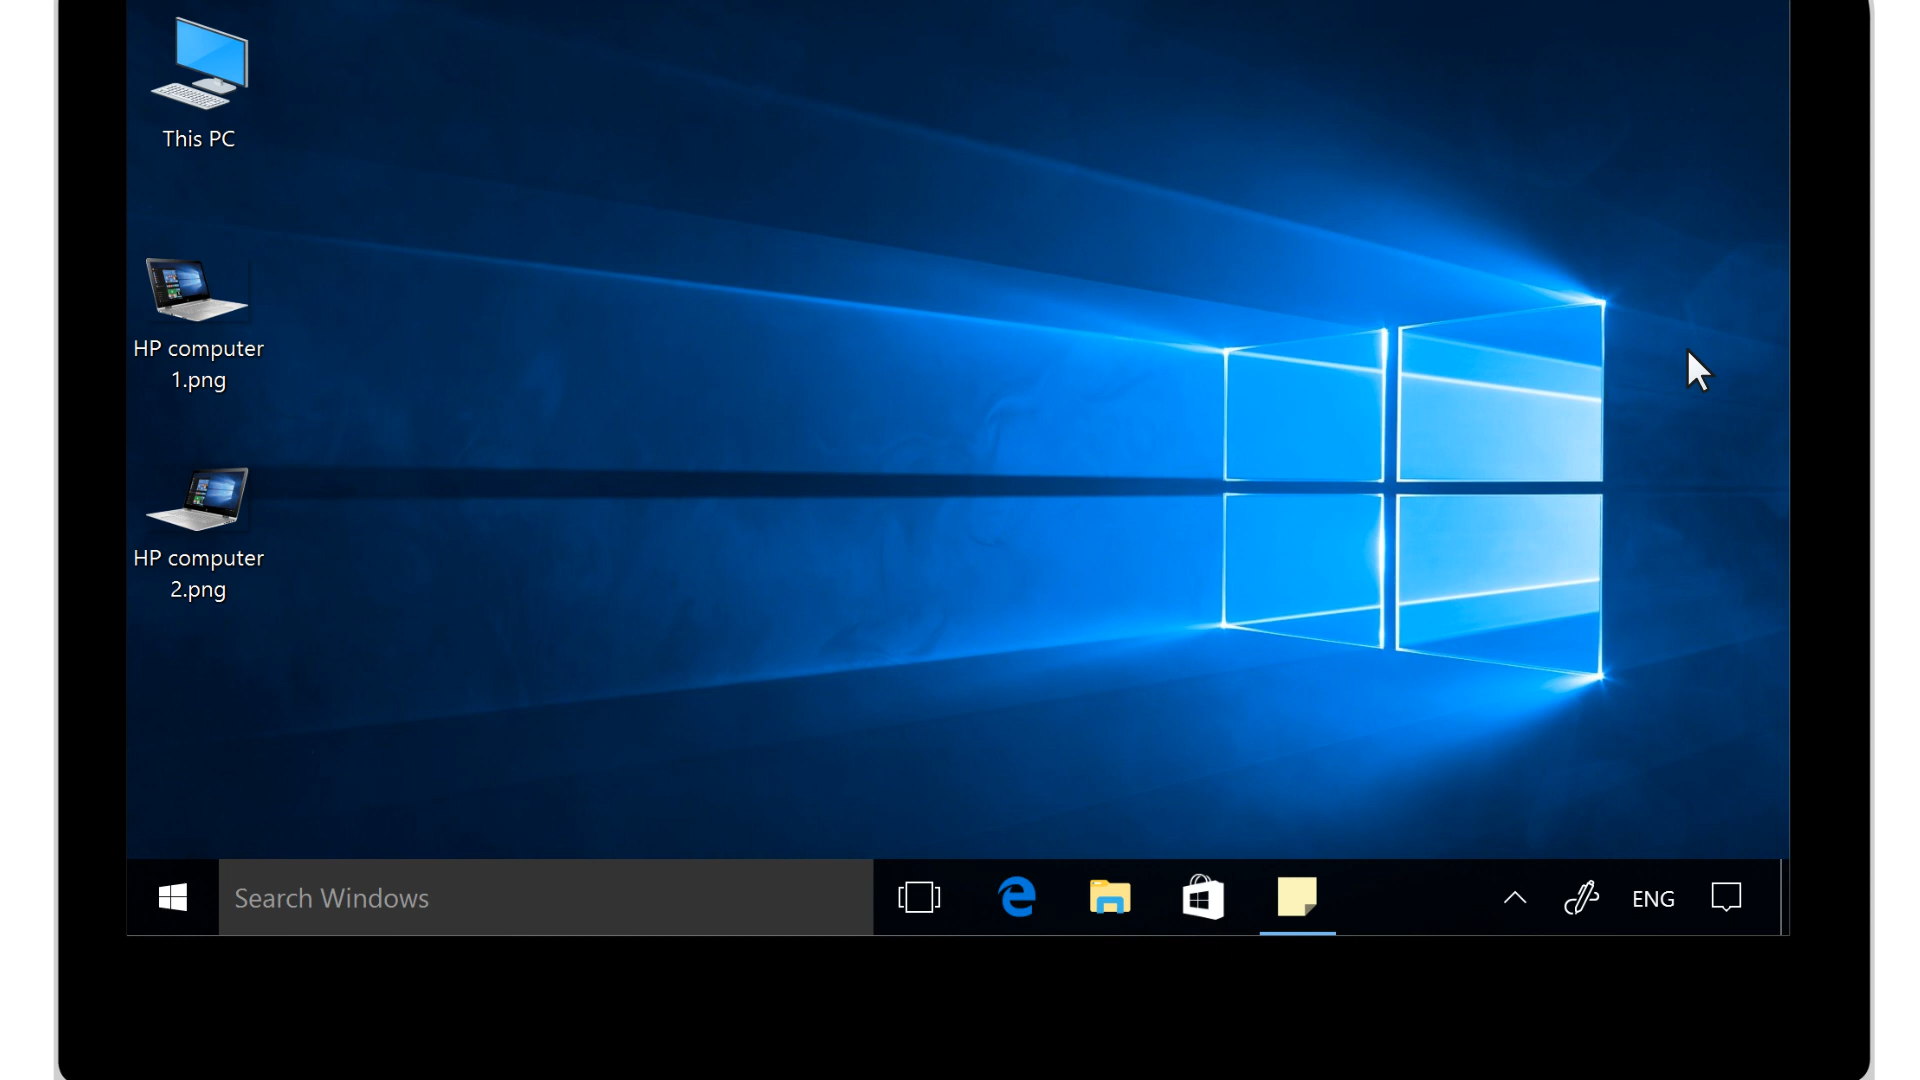 This PC
HP computer
1.png
HP computer
2.png
Search Windows
ENG